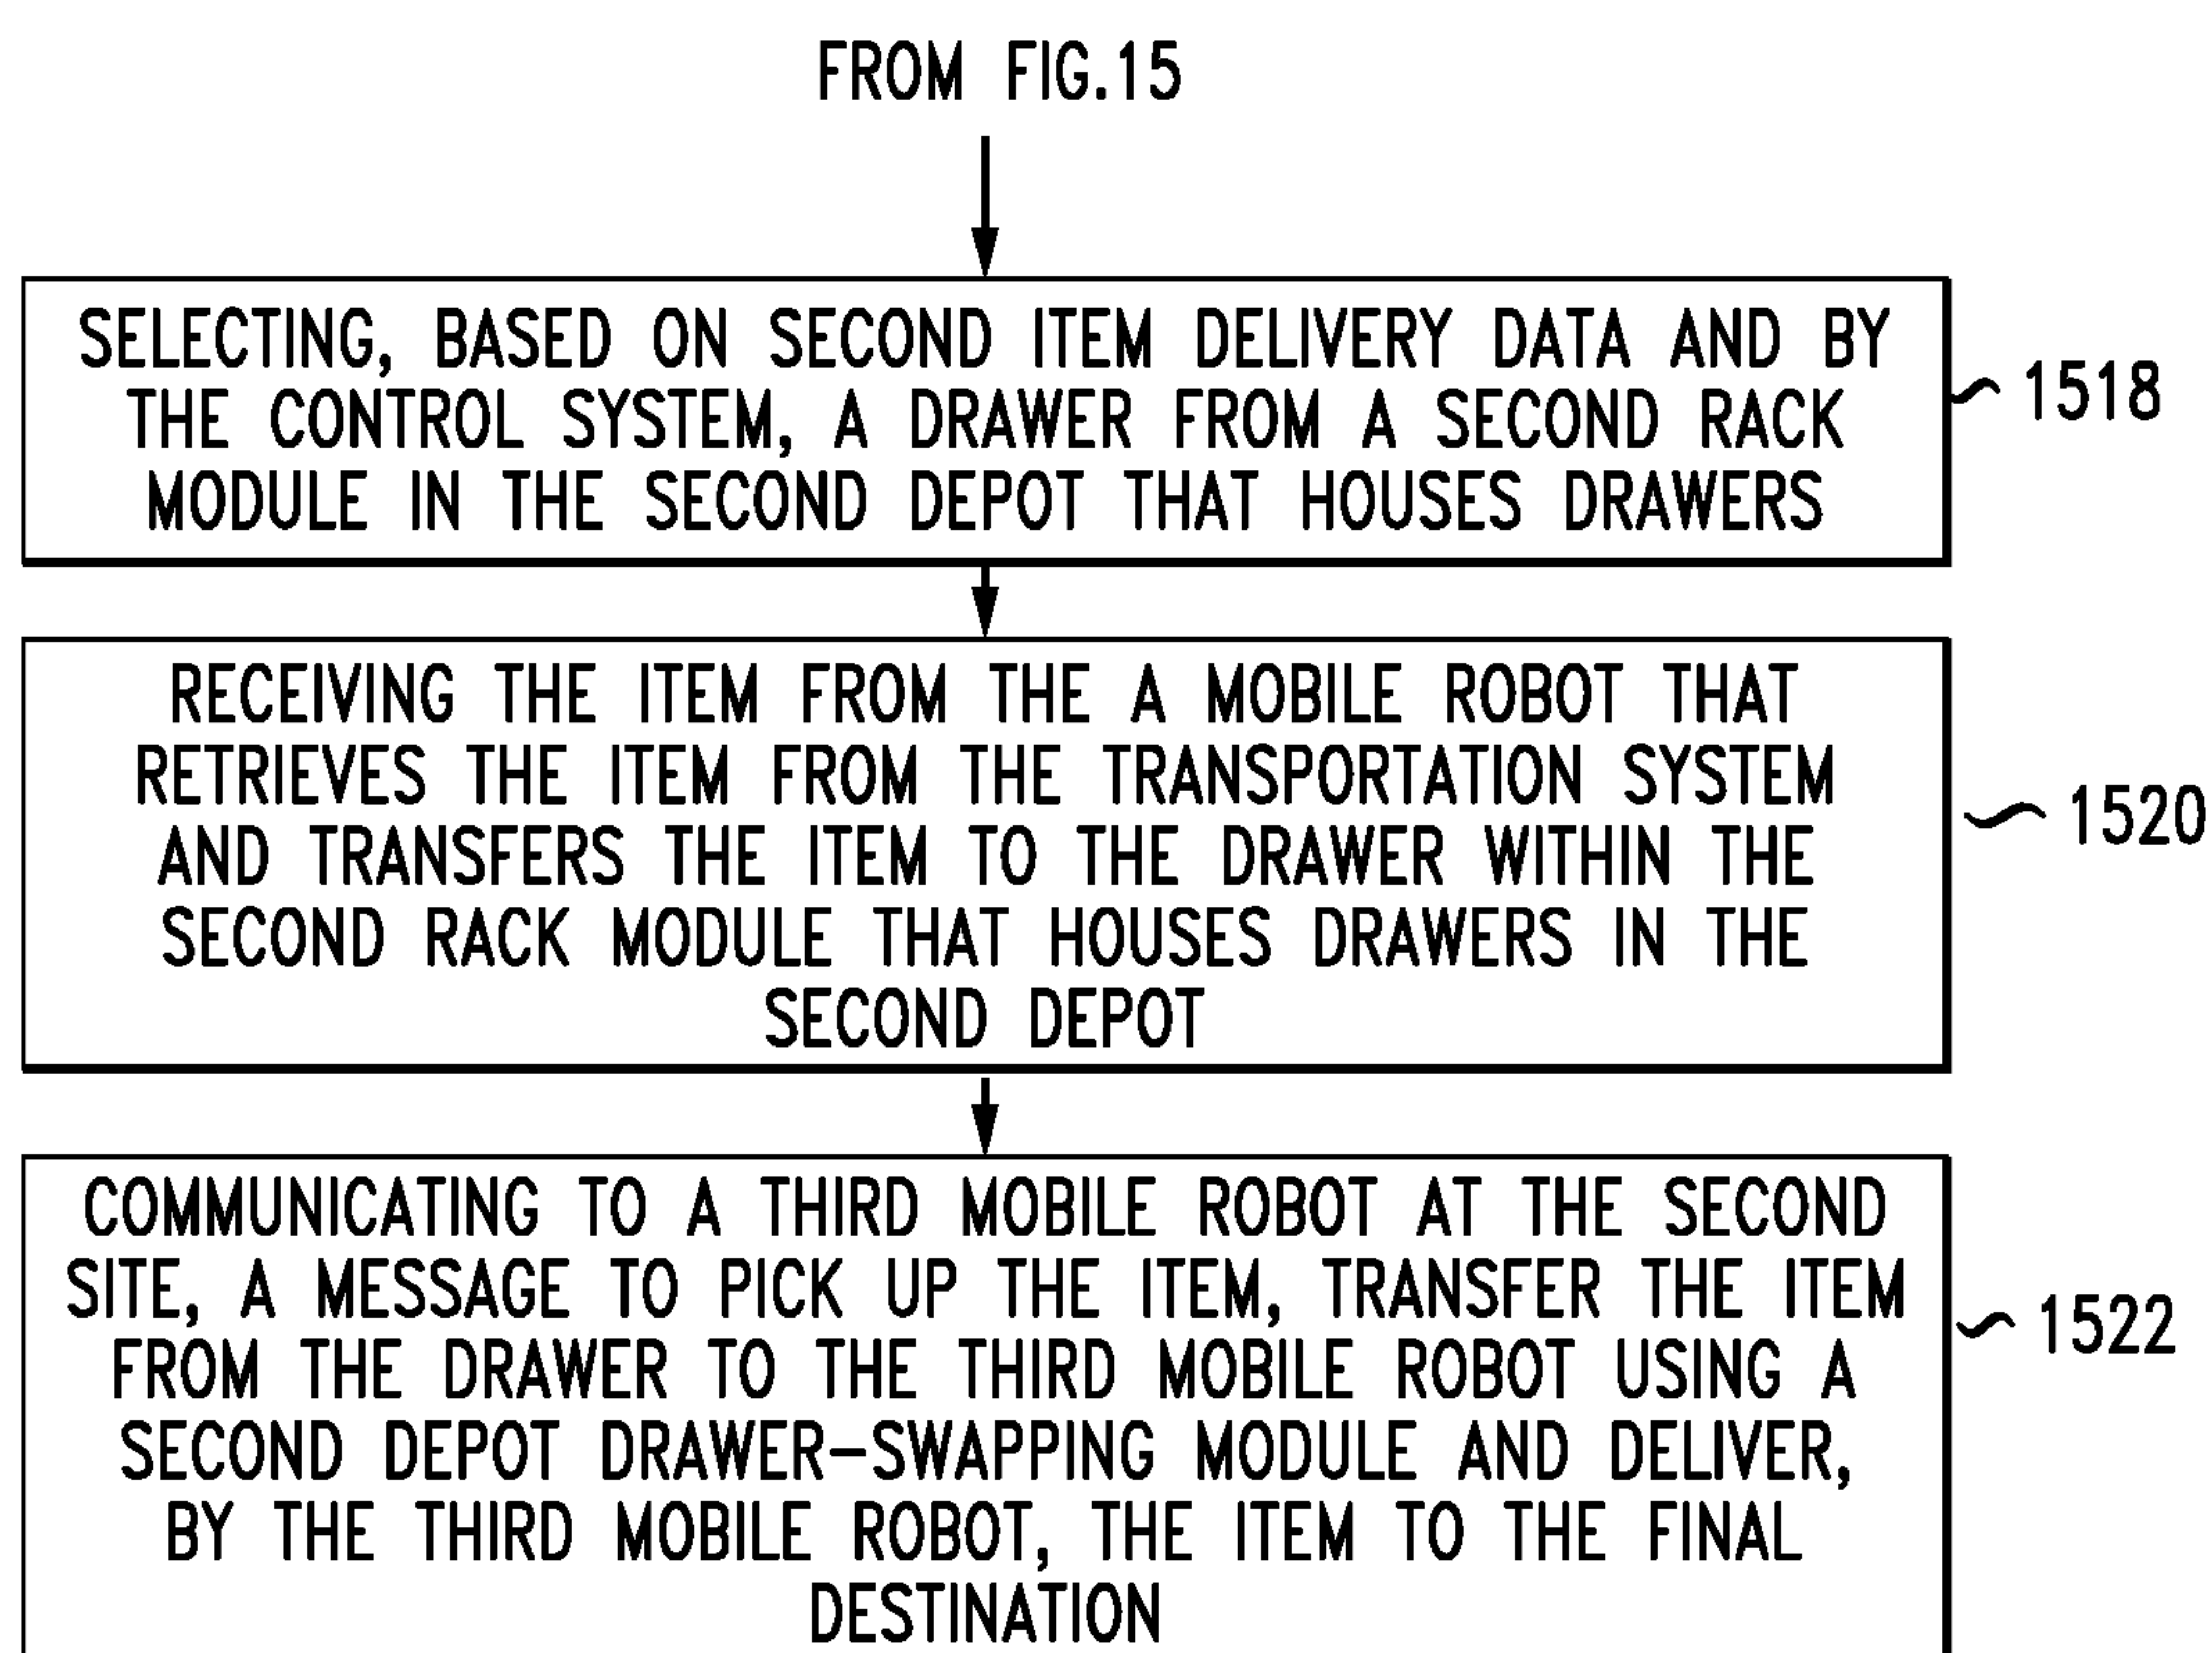 FROM FIG.15
SELECTING, BASED ON SECOND ITEM DELIVERY DATA AND BY
THE CONTROL SYSTEM, A DRAWER FROM A SECOND RACK
MODULE IN THE SECOND DEPOT THAT HOUSES DRAWERS
1518
RECEIVING THE ITEM FROM THE A MOBILE ROBOT THAT
RETRIEVES THE ITEM FROM THE TRANSPORTATION SYSTEM
AND TRANSFERS THE ITEM TO THE DRAWER WITHIN THE
SECOND RACK MODULE THAT HOUSES DRAWERS IN THE
SECOND DEPOT
1520
COMMUNICATING TO A THIRD MOBILE ROBOT AT THE SECOND
SITE, A MESSAGE TO PICK UP THE ITEM, TRANSFER THE ITEM
FROM THE DRAWER TO THE THIRD MOBILE ROBOT USING A
SECOND DEPOT DRAWER-SWAPPING MODULE AND DELIVER,
BY THE THIRD MOBILE ROBOT, THE ITEM TO THE FINAL
DESTINATION
1522